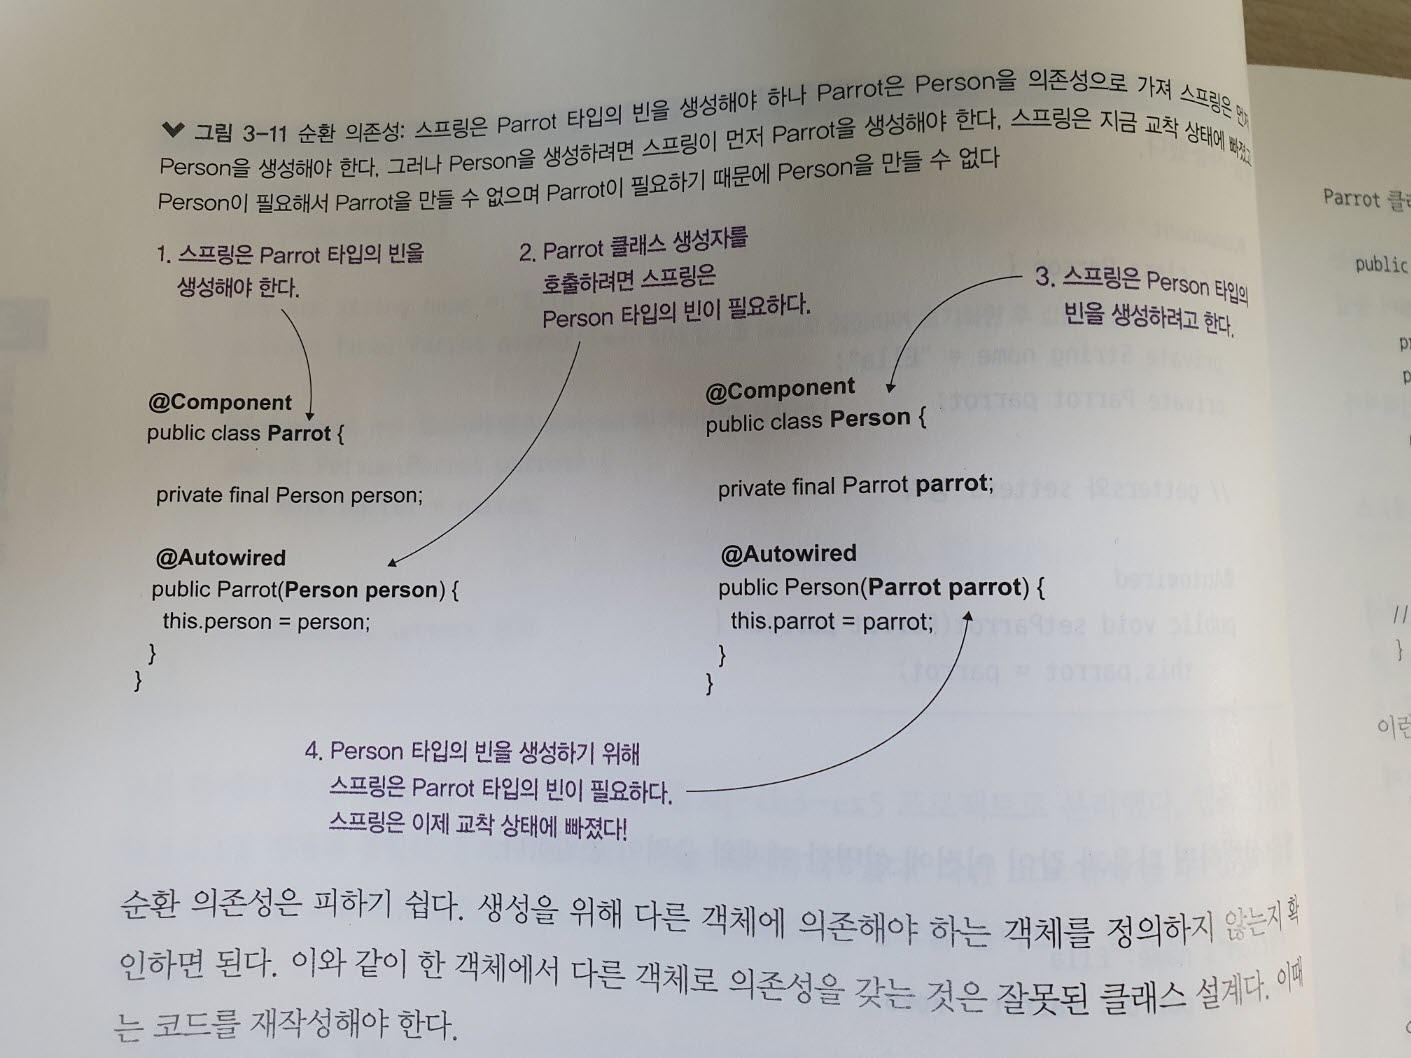 그림 3-11 순환 의존성: 스프링은 Parrot 타입의 빈을 생성해야 하나 Parrot은 Person을 의존성으로 가져 스프링은 먼저
Person을 생성해야 한다. 그러나 Person을 생성하려면 스프링이 먼저 Parrot을 생성해야 한다. 스프링은 지금 교착 상태에 빠졌고
Person이 필요해서 Parrot을 만들 수 없으며 Parrot이 필요하기 때문에 Person을 만들 수 없다
1. 스프링은 Parrot 타입의 빈을
생성해야 한다.
2. Parrot 클래스 생성자를
호출하려면 스프링은
Person 타입의 빈이 필요하다.
3. 스프링은 Person 타입의
빈을 생성하려고 한다.
@Component
public class Parrot {
private final Person person;
@Autowired
public Parrot(Person person) {
this.person = person;
}
}
@Component
public class Person {
private final Parrot parrot;
@Autowired
public Person(Parrot parrot) {
this.parrot = parrot;
}
}
4. Person 타입의 빈을 생성하기 위해
스프링은 Parrot 타입의 빈이 필요하다.
스프링은 이제 교착 상태에 빠졌다!
순환 의존성은 피하기 쉽다. 생성을 위해 다른 객체에 의존해야 하는 객체를 정의하지 않는지 확
인하면 된다. 이와 같이 한 객체에서 다른 객체로 의존성을 갖는 것은 잘못된 클래스 설계다. 이때
는 코드를 재작성해야 한다.
Parrot
public
//
}